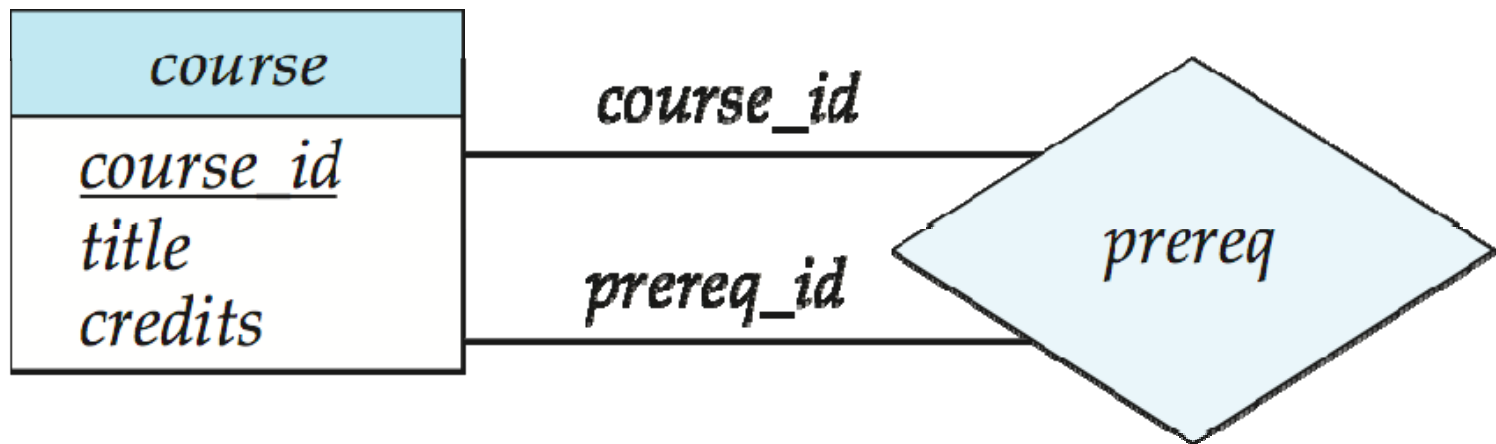 course
course_id
title
credits
course_id
prereq_id
prereq